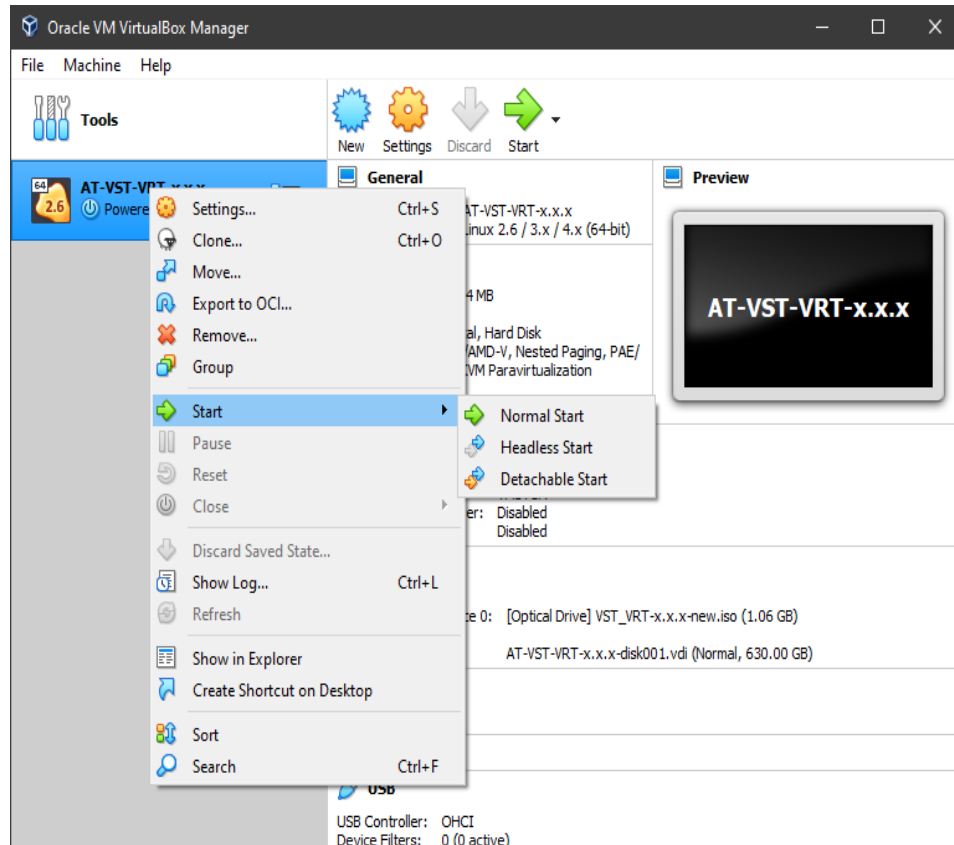 Oracle VM VirtualBox Manager
File Machine Help
Tools
New Settings Discard Start
64
2.6
AT-VST-VRT-x.x.x
General
AT-VST-VRT-x.x.x
Linux 2.6 / 3.x / 4.x (64-bit)
Preview
AT-VST-VRT-x.x.x
Settings... Ctrl+S
Clone... Ctrl+O
Move...
Export to OCI...
Remove...
Group
Start
Pause
Reset
Close
Discard Saved State...
Show Log... Ctrl+L
Refresh
Show in Explorer
Create Shortcut on Desktop
Sort
Search Ctrl+F
Normal Start
Headless Start
Detachable Start
4 MB
Hard Disk
/AMD-V, Nested Paging, PAE/
KVM Paravirtualization
er: Disabled
Disabled
0: [Optical Drive] VST_VRT-x.x.x-new.iso (1.06 GB)
AT-VST-VRT-x.x.x-disk001.vdi (Normal, 630.00 GB)
USB
USB Controller: OHCI
Device Filters: 0 (0 active)